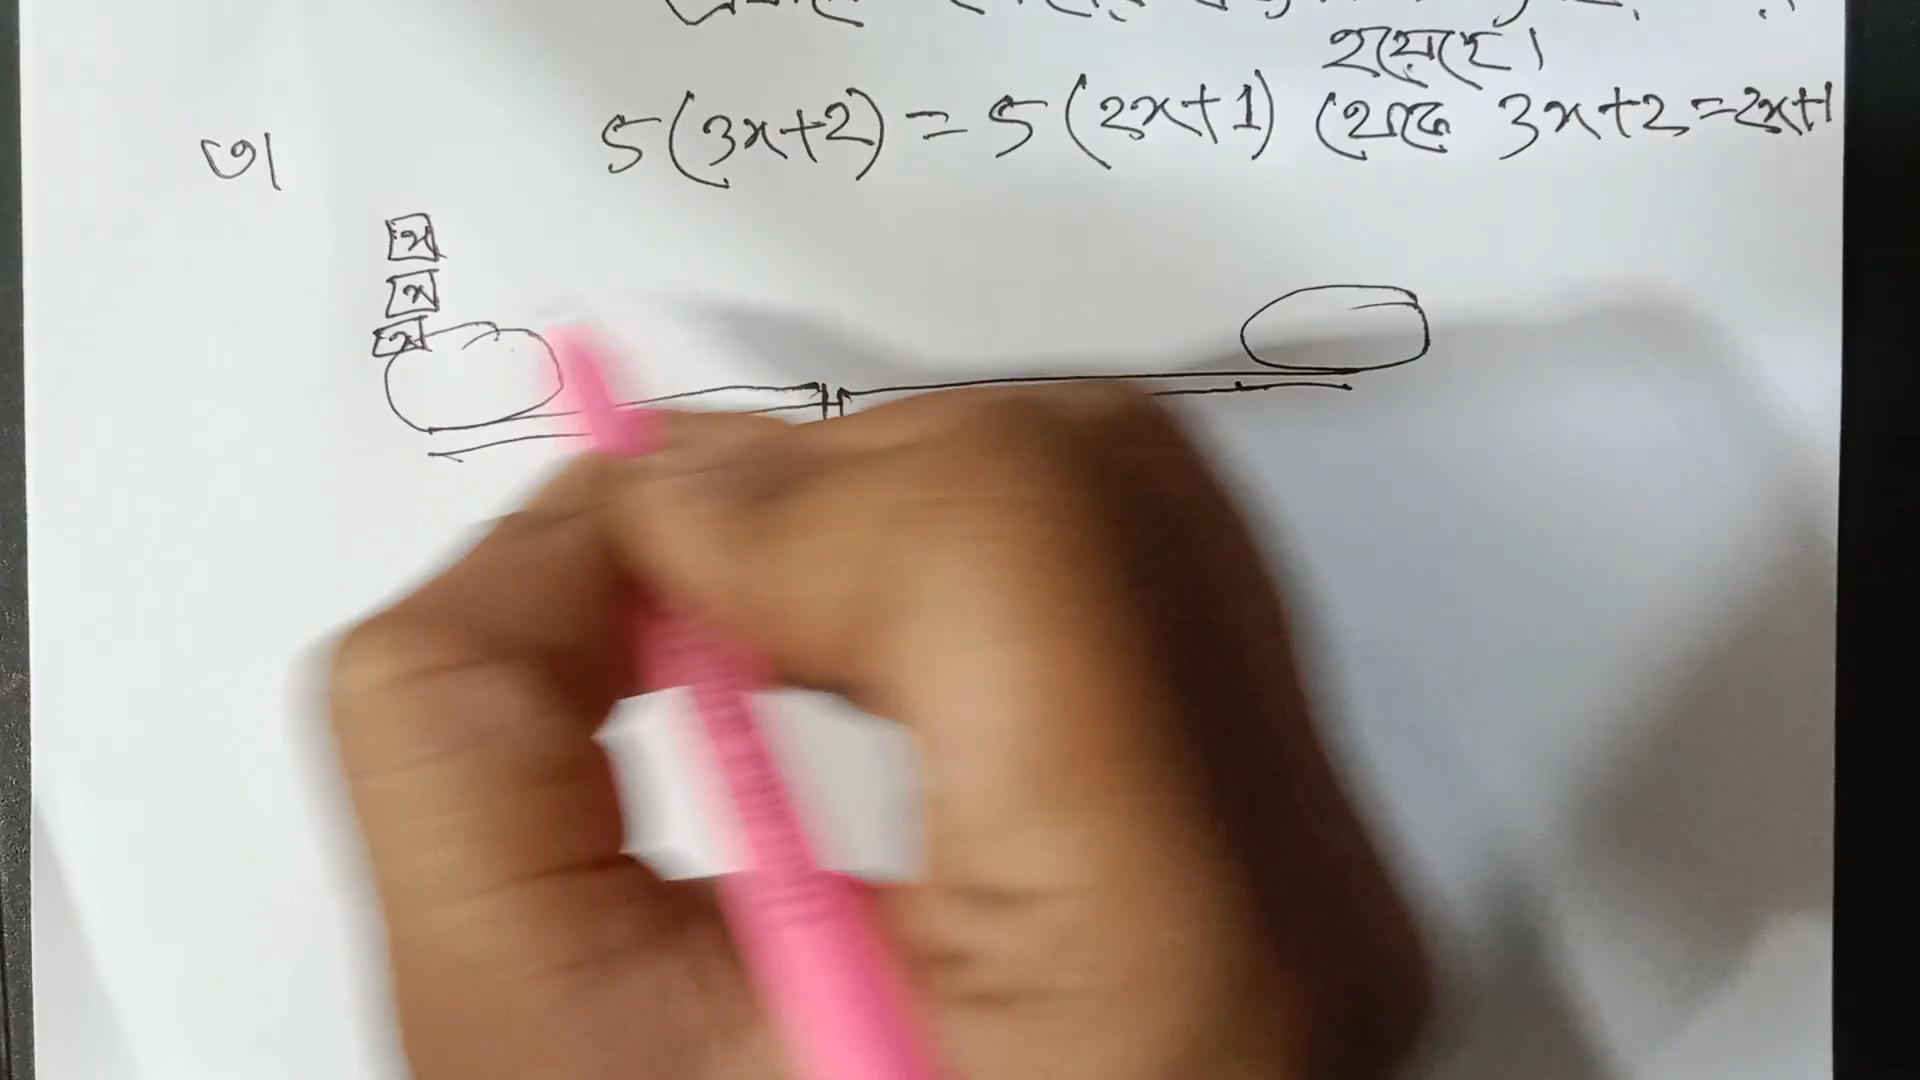 হয়েছে।
5(3x+2)=5(2x+1) থেকে 3x+2=2x+1
৩।
x
x
x